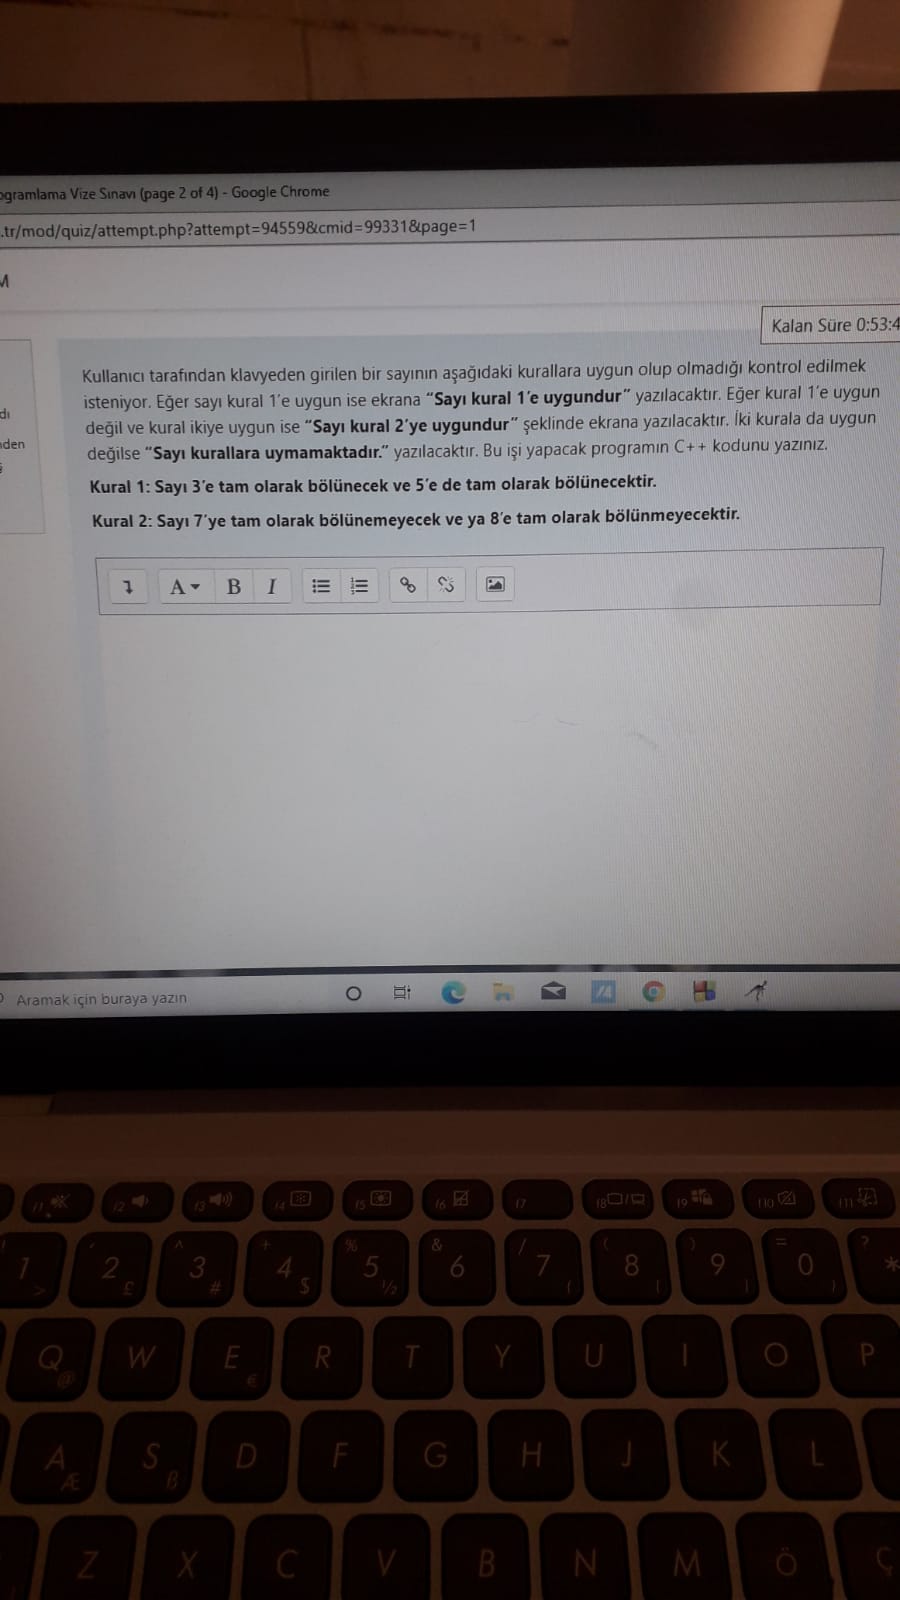 ogramlama Vize Sınavı (page 2 of 4) - Google Chrome
.tr/mod/quiz/attempt.php?attempt=94559&cmid=99331&page=1
M
Kalan Süre 0:53:4
dı
nden
Kullanıcı tarafından klavyeden girilen bir sayının aşağıdaki kurallara uygun olup olmadığı kontrol edilmek
isteniyor. Eğer sayı kural 1'e uygun ise ekrana "Sayı kural 1'e uygundur" yazılacaktır. Eğer kural 1'e uygun
değil ve kural ikiye uygun ise "Sayı kural 2'ye uygundur" şeklinde ekrana yazılacaktır. İki kurala da uygun
değilse "Sayı kurallara uymamaktadır." yazılacaktır. Bu işi yapacak programın C++ kodunu yazınız.
Kural 1: Sayı 3'e tam olarak bölünecek ve 5'e de tam olarak bölünecektir.
Kural 2: Sayı 7'ye tam olarak bölünemeyecek ve ya 8'e tam olarak bölünmeyecektir.
A B I
Aramak için buraya yazın
f1 f2 f3 f4 f5 f6 f7 f8 f9 f10 f11
! ' ^ + % & / ( ) = ?
1 2 3 4 5 6 7 8 9 0 *
> £ # $ ½ { [ ] }
Q W E R T Y U I O P
@ €
A S D F G H J K L
Æ ß
Z X C V B N M Ö Ç